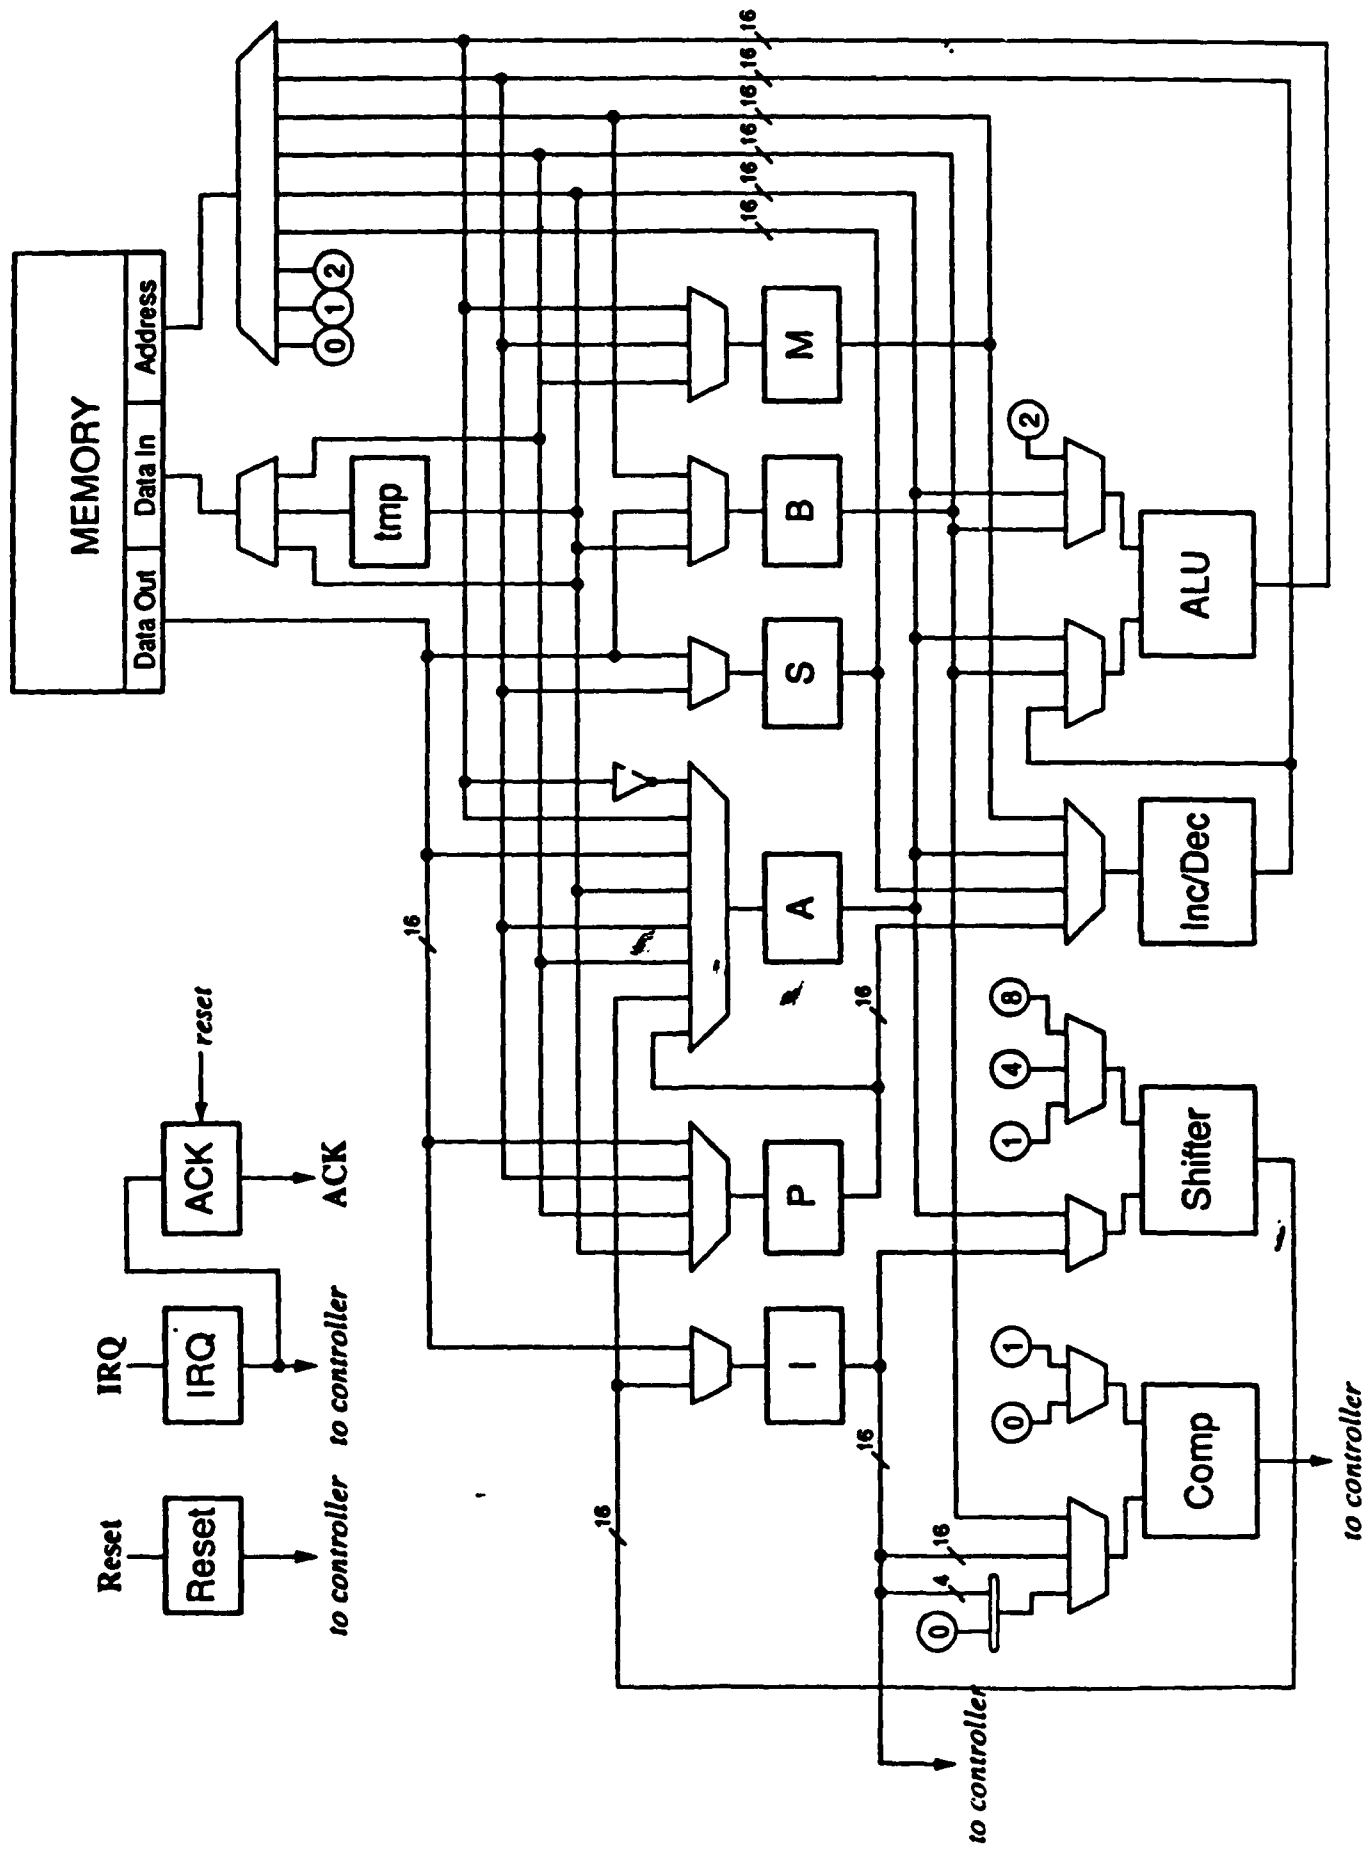 MEMORY
Data Out
Data In
Address
0
1
2
tmp
16
16
16
16
16
16
Reset
Reset
to controller
IRQ
IRQ
to controller
ACK
reset
ACK
16
16
I
P
A
S
B
M
16
16
to controller
0
4
16
0
1
Comp
to controller
1
4
8
Shifter
Inc/Dec
2
ALU